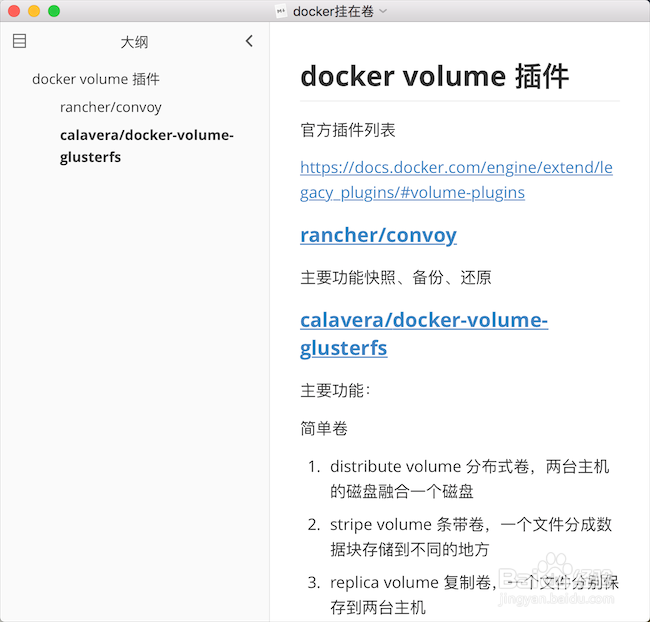 docker挂在卷
大纲
docker volume 插件
rancher/convoy
calavera/docker-volume-
glusterfs
docker volume 插件
官方插件列表
https://docs.docker.com/engine/extend/le
gacy_plugins/#volume-plugins
rancher/convoy
主要功能快照、备份、还原
calavera/docker-volume-
glusterfs
主要功能：
简单卷
1. distribute volume 分布式卷，两台主机
的磁盘融合一个磁盘
2. stripe volume 条带卷，一个文件分成数
据块存储到不同的地方
3. replica volume 复制卷，一个文件分别保
存到两台主机
Baidu经验
jingyan.baidu.com